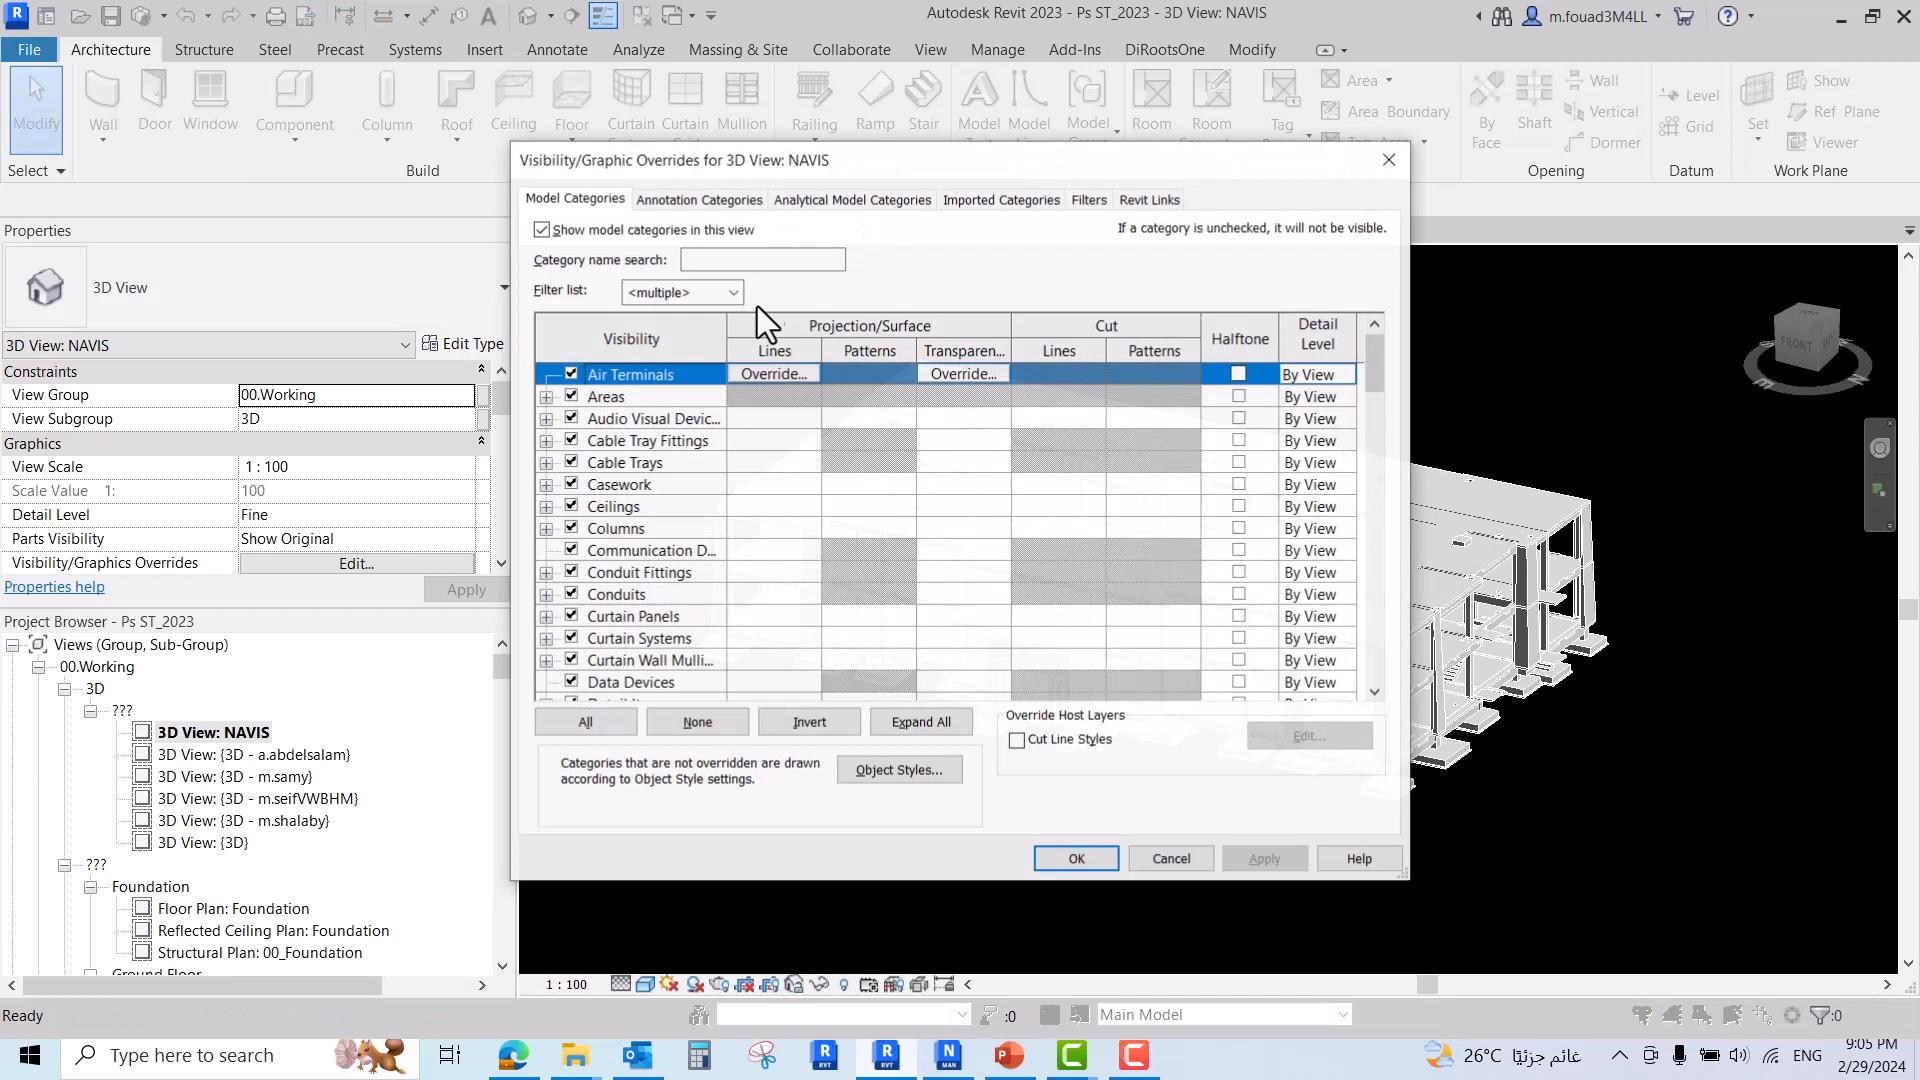 Autodesk Revit 2023 - Ps ST_2023 - 3D View: NAVIS
m.fouad3M4LL
File Architecture Structure Steel Precast Systems Insert Annotate Analyze Massing & Site Collaborate View Manage Add-Ins DiRootsOne Modify
Modify Wall Door Window Component Column Roof Ceiling Floor Curtain Curtain Mullion Railing Ramp Stair Model Model Model Room Room Tag
Area
Area Boundary
By Face
Shaft
Wall
Vertical
Dormer
Level
Grid
Set
Show
Ref Plane
Viewer
Select Build Opening Datum Work Plane
Properties
3D View
3D View: NAVIS Edit Type
Constraints
View Group 00.Working
View Subgroup 3D
Graphics
View Scale 1 : 100
Scale Value 1: 100
Detail Level Fine
Parts Visibility Show Original
Visibility/Graphics Overrides Edit...
Properties help Apply
Project Browser - Ps ST_2023
Views (Group, Sub-Group)
00.Working
3D
???
3D View: NAVIS
3D View: {3D - a.abdelsalam}
3D View: {3D - m.samy}
3D View: {3D - m.seifVWBHM}
3D View: {3D - m.shalaby}
3D View: {3D}
???
Foundation
Floor Plan: Foundation
Reflected Ceiling Plan: Foundation
Structural Plan: 00_Foundation
Ground Floor
Visibility/Graphic Overrides for 3D View: NAVIS
Model Categories Annotation Categories Analytical Model Categories Imported Categories Filters Revit Links
Show model categories in this view If a category is unchecked, it will not be visible.
Category name search:
Filter list: <multiple>
Visibility Projection/Surface Cut Halftone Detail Level
Lines Patterns Transparen... Lines Patterns
Air Terminals Override... Override... By View
Areas By View
Audio Visual Devic... By View
Cable Tray Fittings By View
Cable Trays By View
Casework By View
Ceilings By View
Columns By View
Communication D... By View
Conduit Fittings By View
Conduits By View
Curtain Panels By View
Curtain Systems By View
Curtain Wall Mulli... By View
Data Devices By View
All None Invert Expand All
Override Host Layers
Cut Line Styles Edit...
Categories that are not overridden are drawn
according to Object Style settings.
Object Styles...
OK Cancel Apply Help
FRONT
1 : 100
Ready :0 Main Model :0
Type here to search
26°C غائم جزئيًا ENG
9:05 PM
2/29/2024